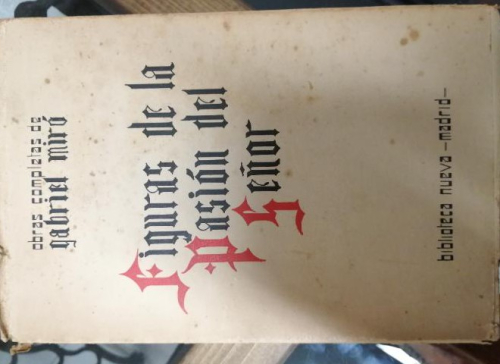 obras completas de
gabriel miró
Figuras de la
Pasión del
Señor
biblioteca nueva—madrid—